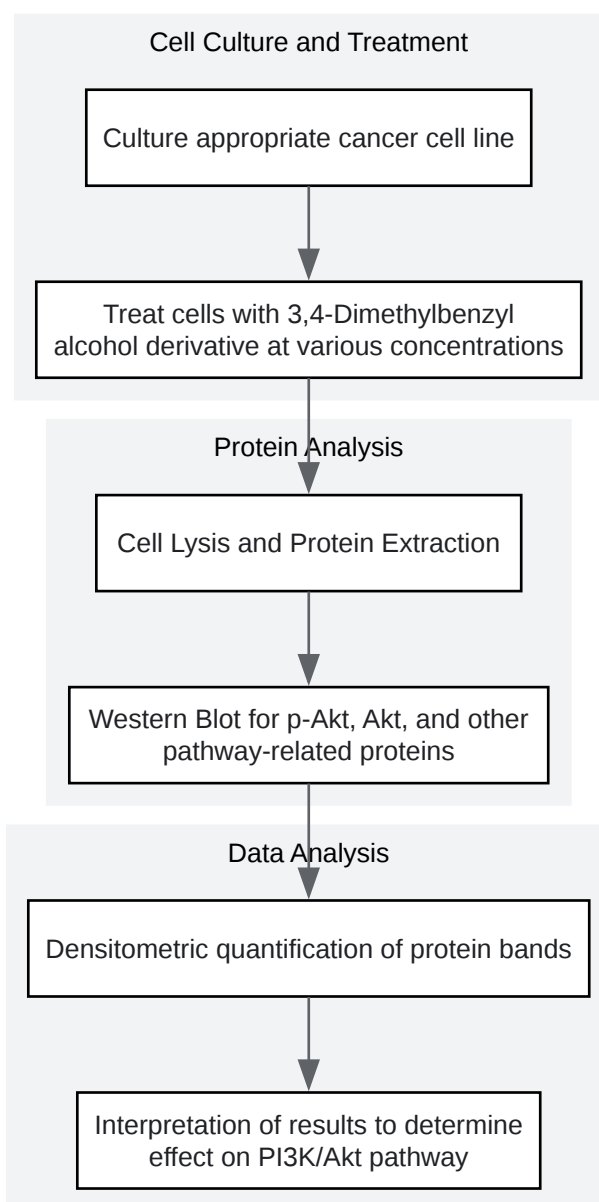 Cell Culture and Treatment
Culture appropriate cancer cell line
Treat cells with 3,4-Dimethylbenzyl
alcohol derivative at various concentrations
Protein Analysis
Cell Lysis and Protein Extraction
Western Blot for p-Akt, Akt, and other
pathway-related proteins
Data Analysis
Densitometric quantification of protein bands
Interpretation of results to determine
effect on PI3K/Akt pathway